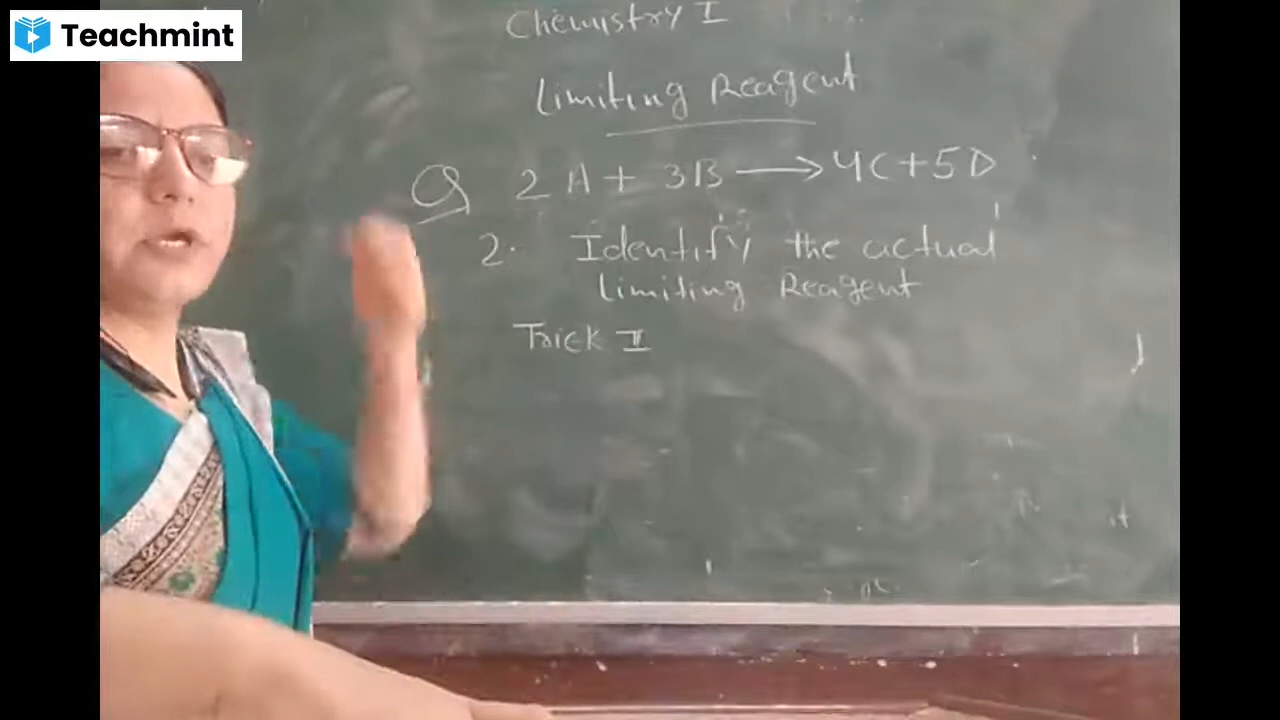 Teachmint
Chemistry I
Limiting Reagent
Q 2A + 3B → 4C + 5D
2. Identify the actual
Limiting Reagent
Trick II